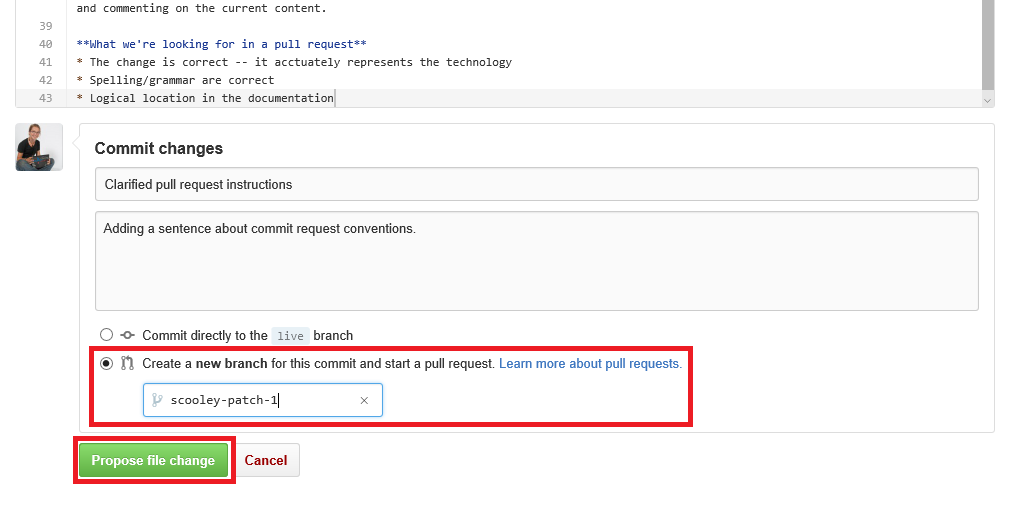 and commenting on the current content.
39
40 **What we're looking for in a pull request**
41 * The change is correct -- it acctuately represents the technology
42 * Spelling/grammar are correct
43 * Logical location in the documentation
Commit changes
Clarified pull request instructions
Adding a sentence about commit request conventions.
Commit directly to the live branch
Create a new branch for this commit and start a pull request. Learn more about pull requests.
scooley-patch-1
Propose file change Cancel